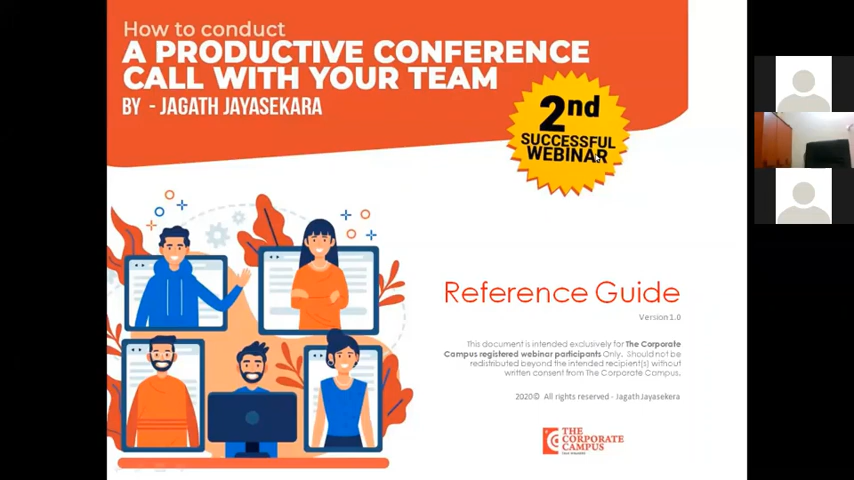 How to conduct
A PRODUCTIVE CONFERENCE
CALL WITH YOUR TEAM
BY - JAGATH JAYASEKARA
2nd
SUCCESSFUL
WEBINAR
Reference Guide
Version 1.0
This document is intended exclusively for The Corporate
Campus registered webinar participants Only. Should not be
redistributed beyond the intended recipient(s) without
written consent from The Corporate Campus.
2020© All rights reserved - Jagath Jayasekara
THE
CORPORATE
CAMPUS